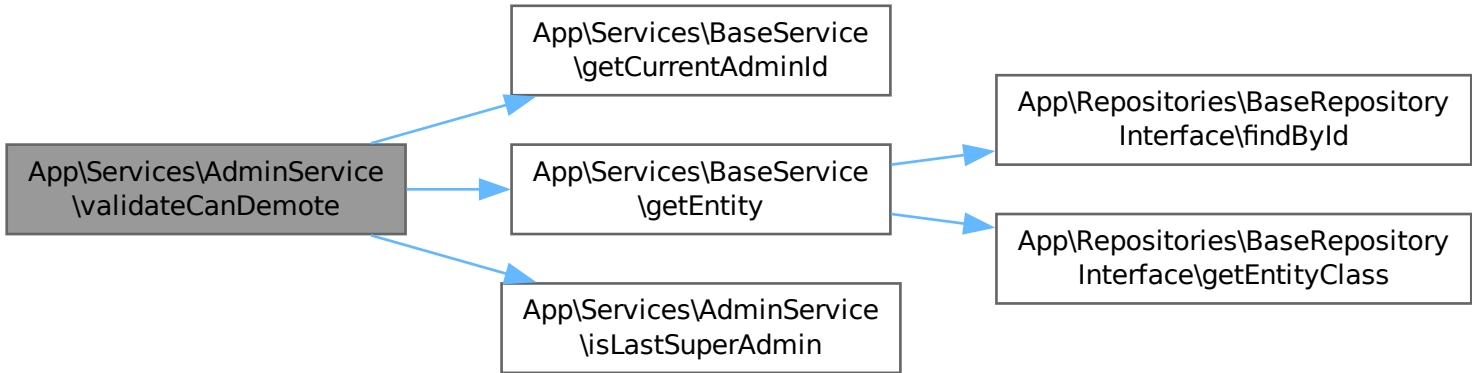 App\Services\AdminService
\validateCanDemote
App\Services\BaseService
\getCurrentAdminId
App\Services\BaseService
\getEntity
App\Services\AdminService
\isLastSuperAdmin
App\Repositories\BaseRepository
Interface\findById
App\Repositories\BaseRepository
Interface\getEntityClass